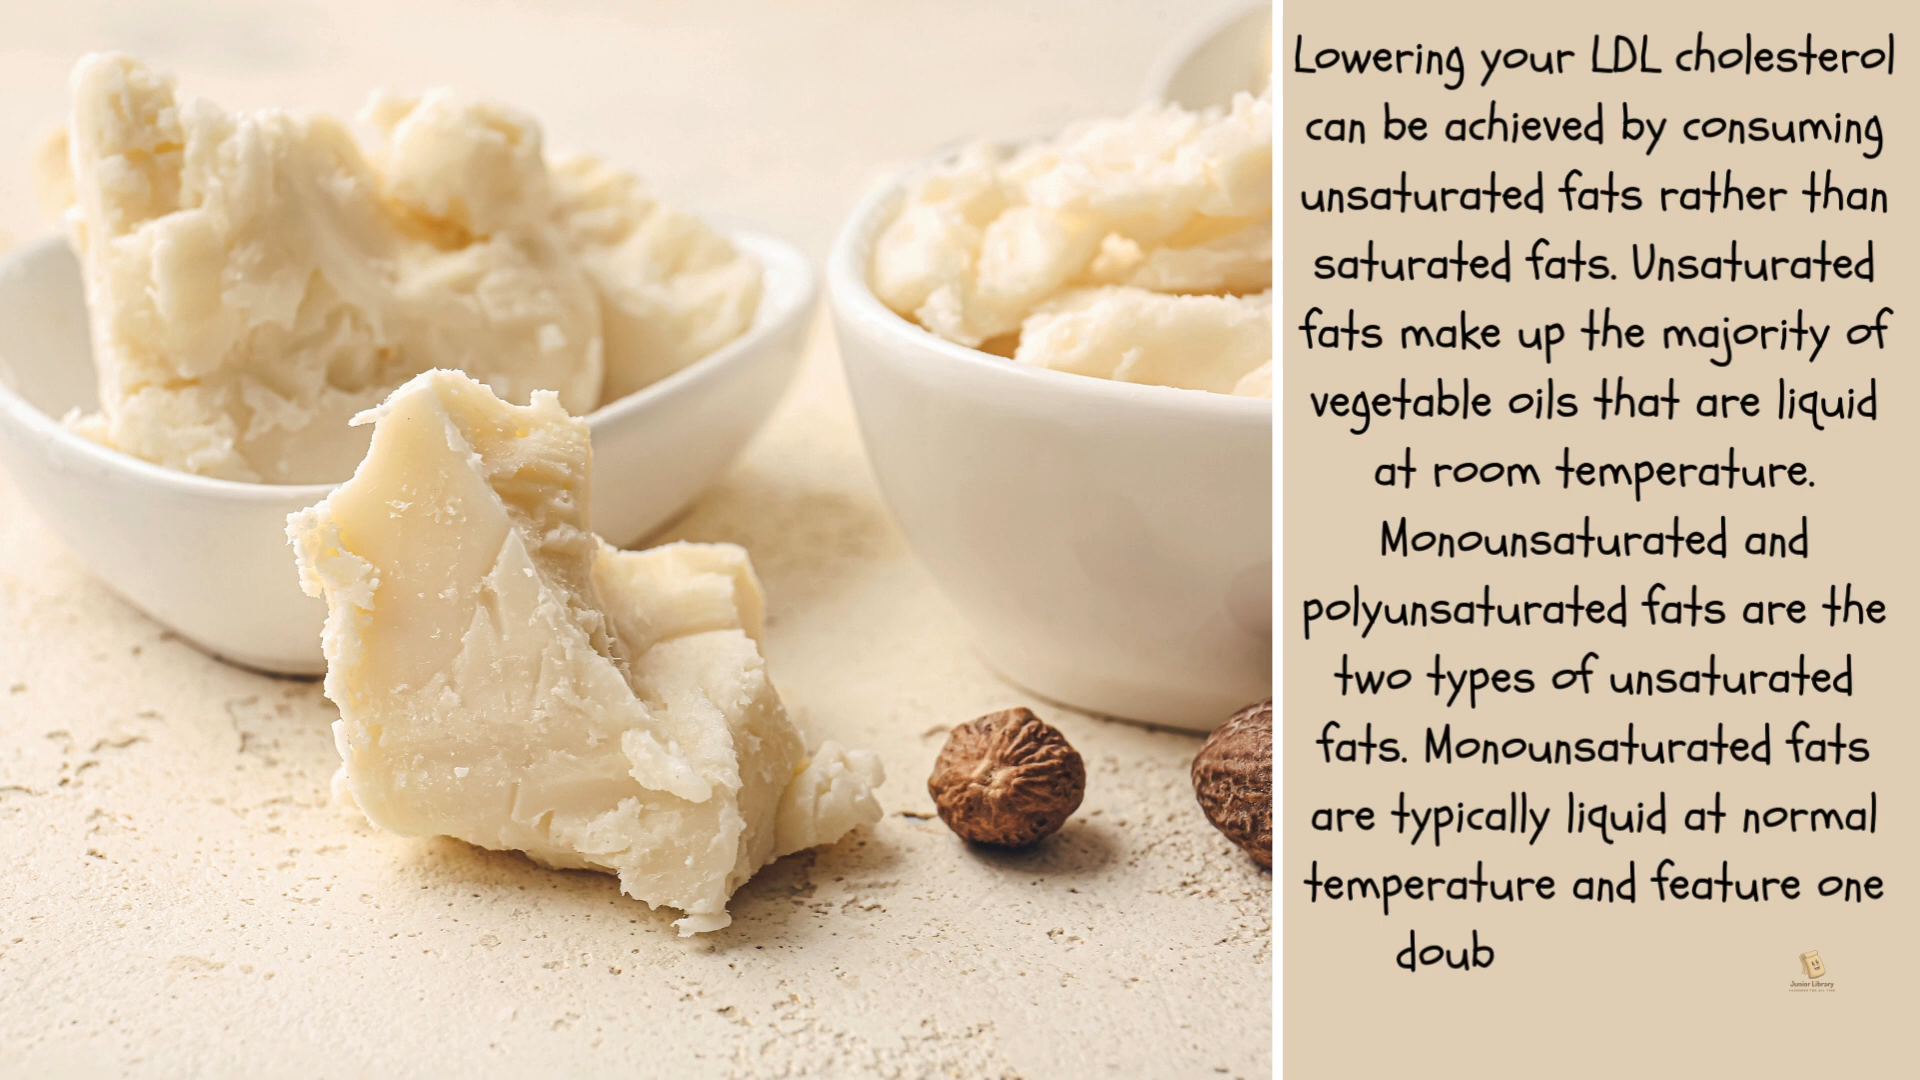 Lowering your LDL cholesterol
can be achieved by consuming
unsaturated fats rather than
saturated fats. Unsaturated
fats make up the majority of
vegetable oils that are liquid
at room temperature.
Monounsaturated and
polyunsaturated fats are the
two types of unsaturated
fats. Monounsaturated fats
are typically liquid at normal
temperature and feature one
doub
Junior Library